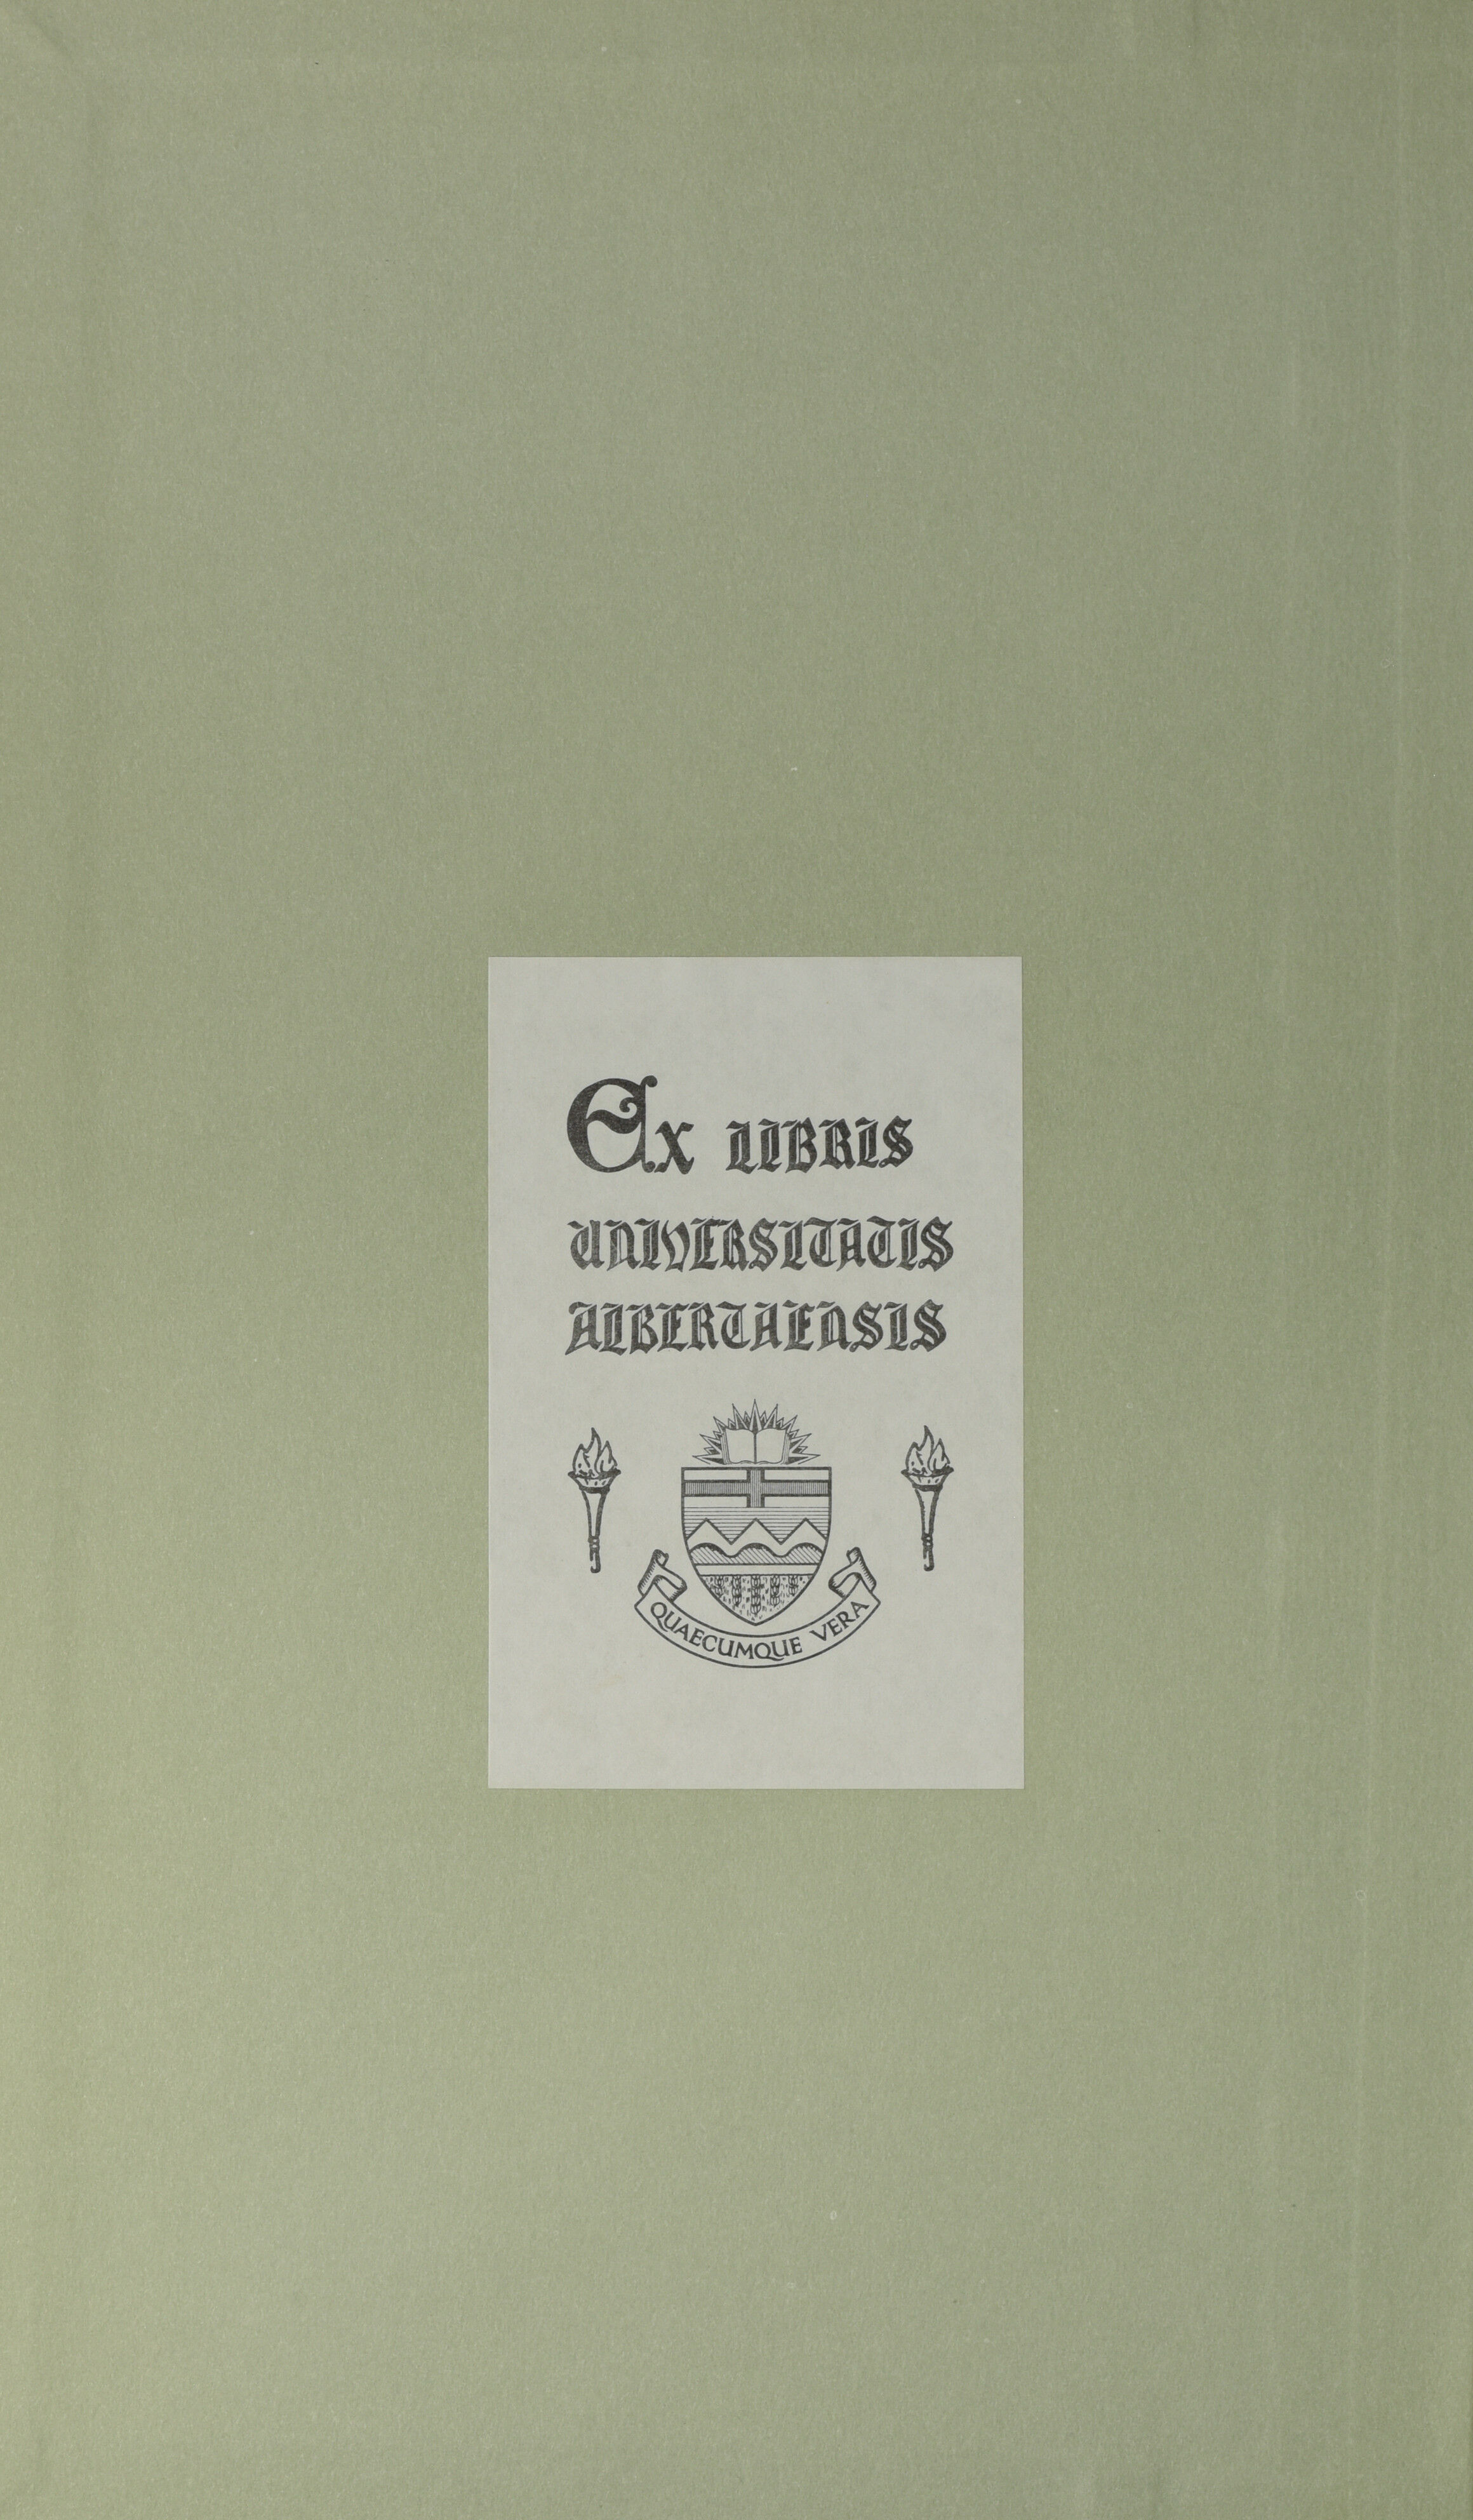 Ex LIBRIS
UNIVERSITATIS
ALBERTAENSIS
QUAECUMQUE VERA